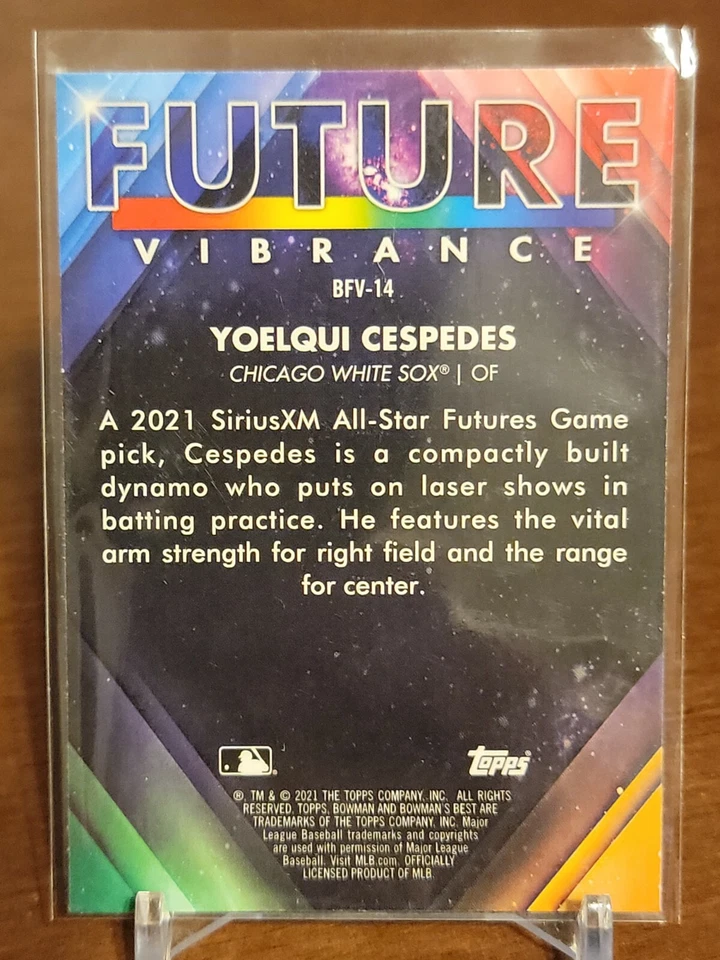 FUTURE
VIBRANCE
BFV-14
YOELQUI CESPEDES
CHICAGO WHITE SOX® | OF
A 2021 SiriusXM All-Star Futures Game
pick, Cespedes is a compactly built
dynamo who puts on laser shows in
batting practice. He features the vital
arm strength for right field and the range
for center.
topps
®, TM & © 2021 THE TOPPS COMPANY, INC. ALL RIGHTS
RESERVED. TOPPS, BOWMAN AND BOWMAN'S BEST ARE
TRADEMARKS OF THE TOPPS COMPANY, INC. Major
League Baseball trademarks and copyrights
are used with permission of Major League
Baseball. Visit MLB.com. OFFICIALLY
LICENSED PRODUCT OF MLB.